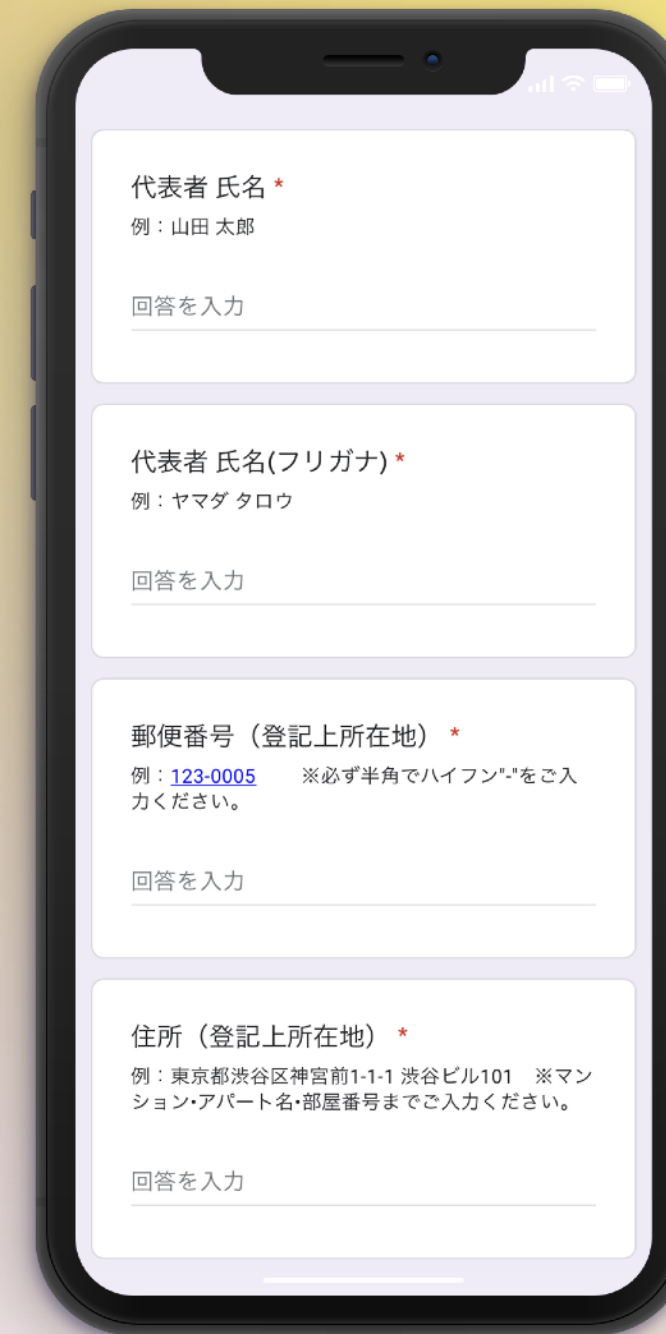 代表者 氏名 *
例：山田 太郎
回答を入力
代表者 氏名(フリガナ) *
例：ヤマダ タロウ
回答を入力
郵便番号（登記上所在地） *
例：123-0005　　※必ず半角でハイフン"-"をご入
力ください。
回答を入力
住所（登記上所在地） *
例：東京都渋谷区神宮前1-1-1 渋谷ビル101　※マン
ション・アパート名・部屋番号までご入力ください。
回答を入力